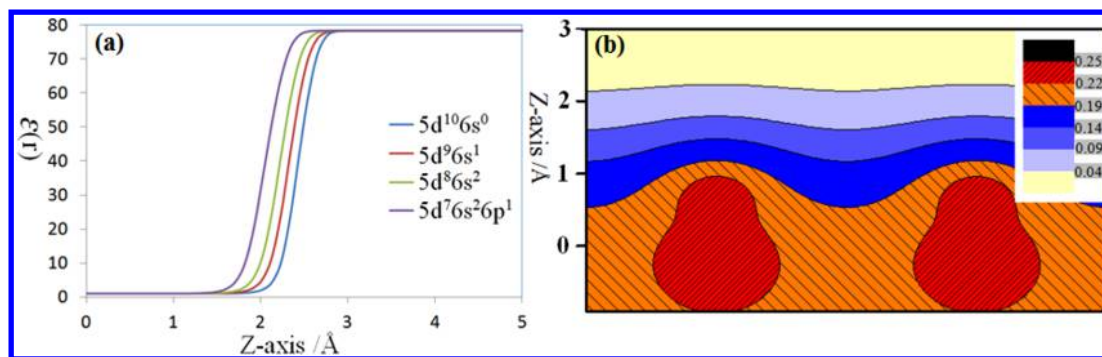 (a)
80
70
60
50
40
30
20
10
0
ε(r)
5d¹⁰6s⁰
5d⁹6s¹
5d⁸6s²
5d⁷6s²6p¹
0 1 2 3 4 5
Z-axis /Å
(b)
3
2
1
0
Z-axis /Å
0.25
0.22
0.19
0.14
0.09
0.04